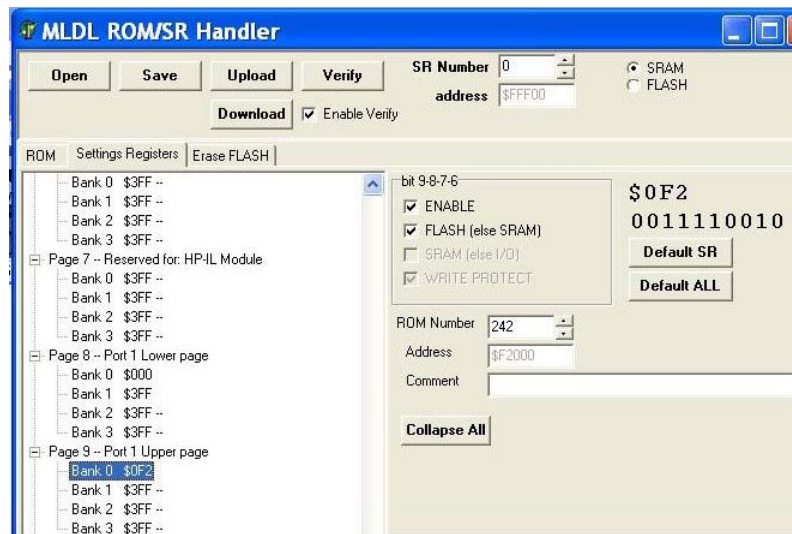 MLDL ROM/SR Handler
Open Save Upload Verify
SR Number 0
SRAM
FLASH
address $FFF00
Download Enable Verify
ROM Settings Registers Erase FLASH
Bank 0 $3FF --
Bank 1 $3FF --
Bank 2 $3FF --
Bank 3 $3FF --
Page 7 -- Reserved for: HP-IL Module
Bank 0 $3FF --
Bank 1 $3FF --
Bank 2 $3FF --
Bank 3 $3FF --
Page 8 -- Port 1 Lower page
Bank 0 $000
Bank 1 $3FF
Bank 2 $3FF --
Bank 3 $3FF --
Page 9 -- Port 1 Upper page
Bank 0 $0F2
Bank 1 $3FF --
Bank 2 $3FF --
Bank 3 $3FF --
bit 9-8-7-6
ENABLE
FLASH (else SRAM)
SRAM (else I/O)
WRITE PROTECT
$0F2
0011110010
Default SR
Default ALL
ROM Number 242
Address $F2000
Comment
Collapse All